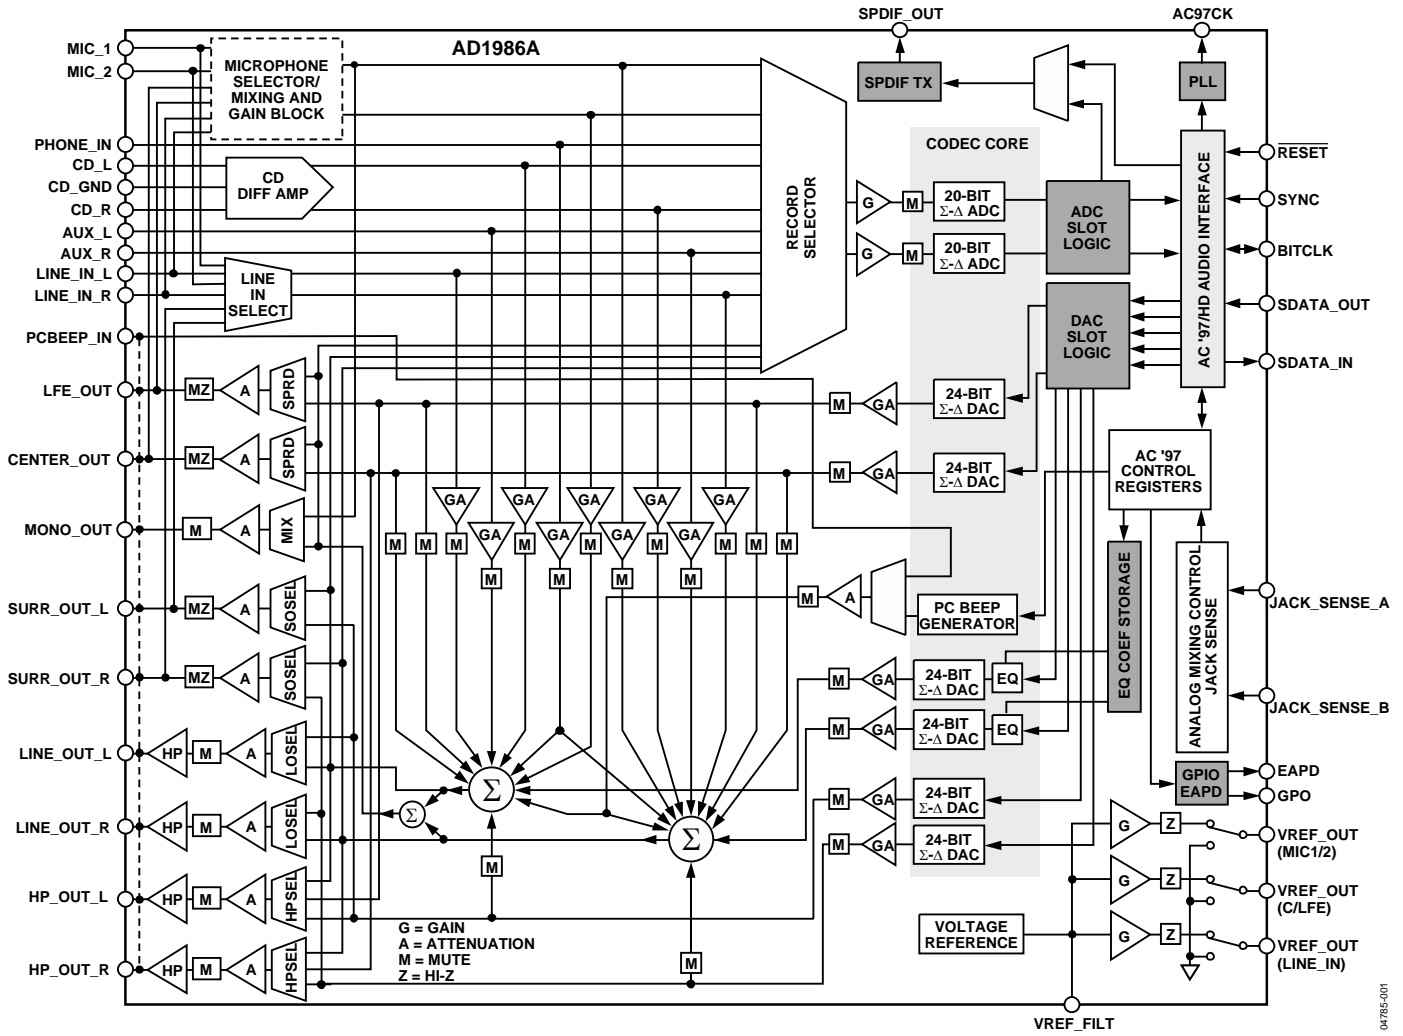 SPDIF_OUT
AC97CK
AD1986A
MIC_1
MIC_2
PHONE_IN
CD_L
CD_GND
CD_R
AUX_L
AUX_R
LINE_IN_L
LINE_IN_R
PCBEEP_IN
LFE_OUT
CENTER_OUT
MONO_OUT
SURR_OUT_L
SURR_OUT_R
LINE_OUT_L
LINE_OUT_R
HP_OUT_L
HP_OUT_R
MICROPHONE
SELECTOR/
MIXING AND
GAIN BLOCK
CD
DIFF AMP
LINE
IN
SELECT
RECORD
SELECTOR
SPDIF TX
PLL
CODEC CORE
G
M
20-BIT
Σ-Δ ADC
G
M
20-BIT
Σ-Δ ADC
ADC
SLOT
LOGIC
DAC
SLOT
LOGIC
AC '97/HD AUDIO INTERFACE
RESET
SYNC
BITCLK
SDATA_OUT
SDATA_IN
MZ
A
SPRD
M
GA
24-BIT
Σ-Δ DAC
MZ
A
SPRD
M
GA
24-BIT
Σ-Δ DAC
AC '97
CONTROL
REGISTERS
M
A
MIX
GA
GA
GA
GA
GA
GA
GA
GA
GA
M
M
M
M
M
M
M
M
M
M
M
M
M
M
A
PC BEEP
GENERATOR
EQ COEF STORAGE
ANALOG MIXING CONTROL
JACK SENSE
JACK_SENSE_A
JACK_SENSE_B
MZ
A
SOSEL
MZ
A
SOSEL
M
GA
24-BIT
Σ-Δ DAC
EQ
M
GA
24-BIT
Σ-Δ DAC
EQ
HP
M
A
LOSEL
HP
M
A
LOSEL
Σ
Σ
Σ
M
GA
24-BIT
Σ-Δ DAC
M
GA
24-BIT
Σ-Δ DAC
GPIO
EAPD
EAPD
GPO
HP
M
A
HPSEL
HP
M
A
HPSEL
M
M
G = GAIN
A = ATTENUATION
M = MUTE
Z = HI-Z
VOLTAGE
REFERENCE
G
Z
VREF_OUT
(MIC1/2)
G
Z
VREF_OUT
(C/LFE)
G
Z
VREF_OUT
(LINE_IN)
VREF_FILT
04785-001